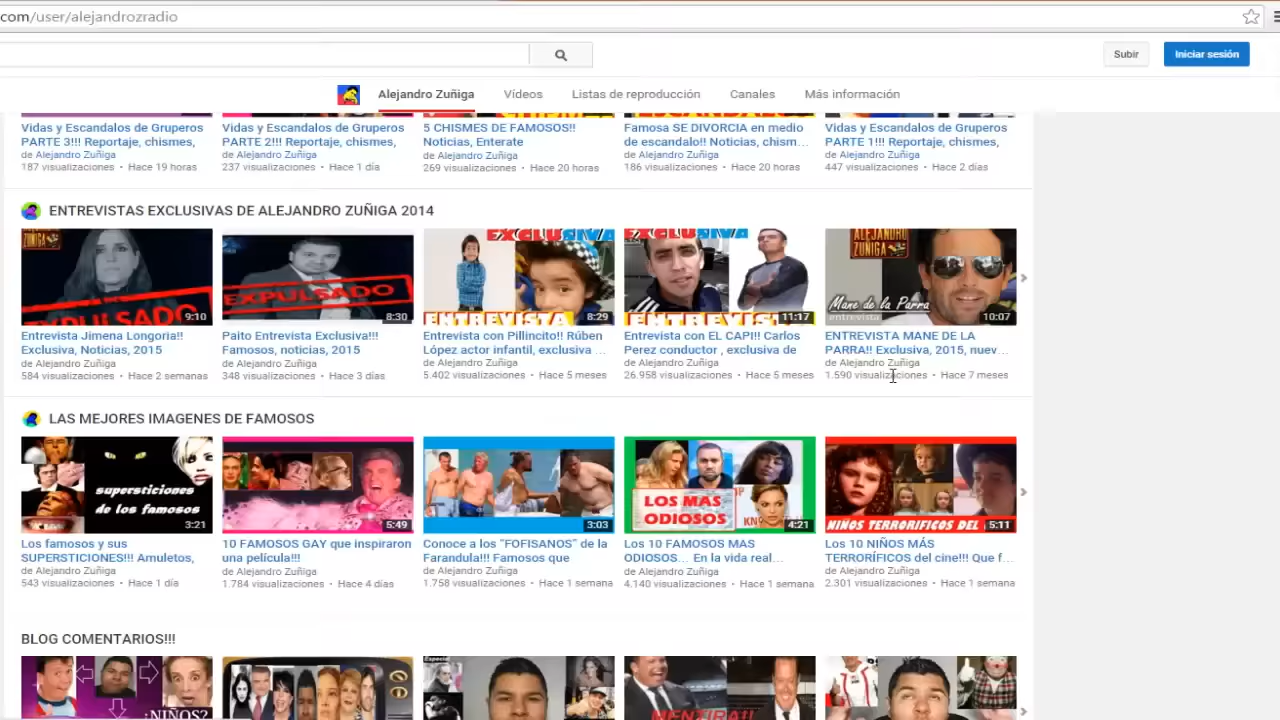 com/user/alejandrozradio
Subir
Iniciar sesión
Alejandro Zuñiga
Vídeos
Listas de reproducción
Canales
Más información
Vidas y Escandalos de Gruperos
PARTE 3!!! Reportaje, chismes,
de Alejandro Zuñiga
187 visualizaciones • Hace 19 horas
Vidas y Escandalos de Gruperos
PARTE 2!!! Reportaje, chismes,
de Alejandro Zuñiga
237 visualizaciones • Hace 1 día
5 CHISMES DE FAMOSOS!!
Noticias, Enterate
de Alejandro Zuñiga
269 visualizaciones • Hace 20 horas
Famosa SE DIVORCIA en medio
de escandalo!! Noticias, chism...
de Alejandro Zuñiga
186 visualizaciones • Hace 20 horas
Vidas y Escandalos de Gruperos
PARTE 1!!! Reportaje, chismes,
de Alejandro Zuñiga
447 visualizaciones • Hace 2 días
ENTREVISTAS EXCLUSIVAS DE ALEJANDRO ZUÑIGA 2014
ZUÑIGA
EXPULSADO
9:10
Entrevista Jimena Longoria!!
Exclusiva, Noticias, 2015
de Alejandro Zuñiga
584 visualizaciones • Hace 2 semanas
EXPULSADO
8:30
Paito Entrevista Exclusiva!!!
Famosos, noticias, 2015
de Alejandro Zuñiga
348 visualizaciones • Hace 3 días
EXCLUSIVA
ENTREVISTA
8:29
Entrevista con Pillincito!! Rúben
López actor infantil, exclusiva ...
de Alejandro Zuñiga
5.402 visualizaciones • Hace 5 meses
EXCLUSIVA
ENTREVISTA
11:17
Entrevista con EL CAPI!! Carlos
Perez conductor , exclusiva de
de Alejandro Zuñiga
26.958 visualizaciones • Hace 5 meses
ALEJANDRO
ZUÑIGA
Mane de la Parra
entrevista
10:07
ENTREVISTA MANE DE LA
PARRA!! Exclusiva, 2015, nuev...
de Alejandro Zuñiga
1.590 visualizaciones • Hace 7 meses
LAS MEJORES IMAGENES DE FAMOSOS
supersticiones
de los famosos
3:21
Los famosos y sus
SUPERSTICIONES!!! Amuletos,
de Alejandro Zuñiga
543 visualizaciones • Hace 1 día
5:49
10 FAMOSOS GAY que inspiraron
una película!!!
de Alejandro Zuñiga
1.784 visualizaciones • Hace 4 días
3:03
Conoce a los "FOFISANOS" de la
Farandula!!! Famosos que
de Alejandro Zuñiga
1.758 visualizaciones • Hace 1 semana
LOS MAS
ODIOSOS
4:21
Los 10 FAMOSOS MAS
ODIOSOS... En la vida real...
de Alejandro Zuñiga
4.140 visualizaciones • Hace 1 semana
NIÑOS TERRORIFICOS DEL
5:11
Los 10 NIÑOS MÁS
TERRORÍFICOS del cine!!! Que f...
de Alejandro Zuñiga
2.301 visualizaciones • Hace 1 semana
BLOG COMENTARIOS!!!
¿NIÑOS?
Especial
MENTIRA!!